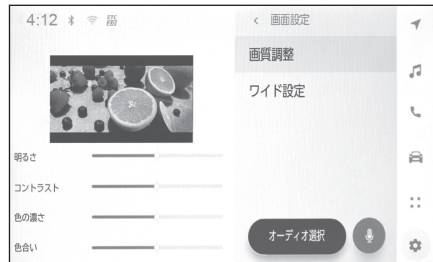 4:12
画面設定
画質調整
ワイド設定
明るさ
コントラスト
色の濃さ
色合い
オーディオ選択